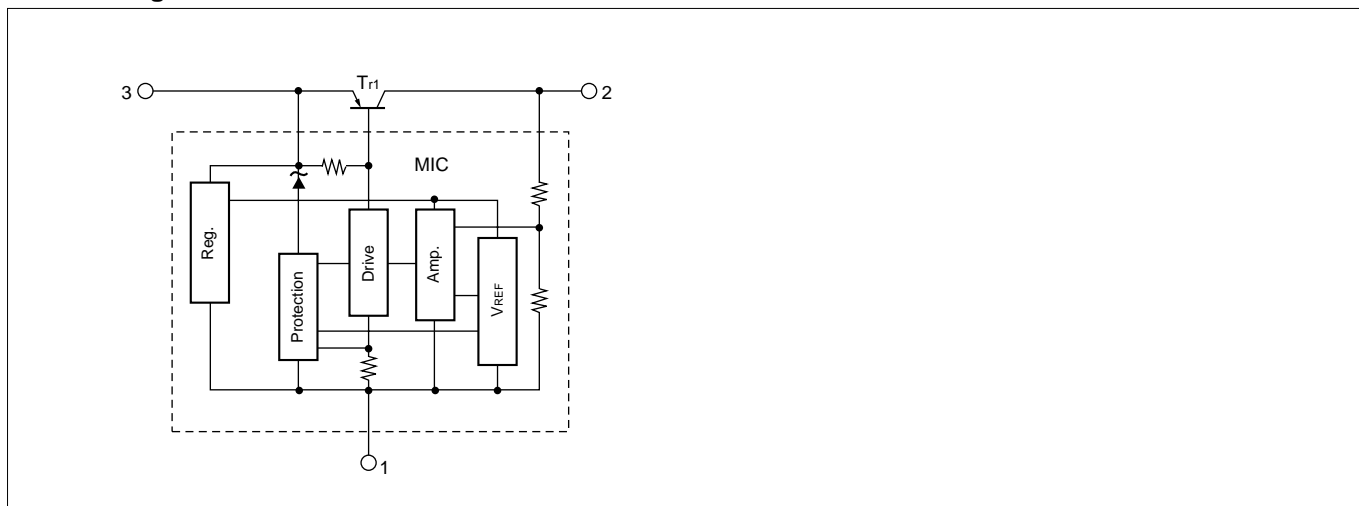 Tr1
3
2
MIC
Reg.
Protection
Drive
Amp.
VREF
1